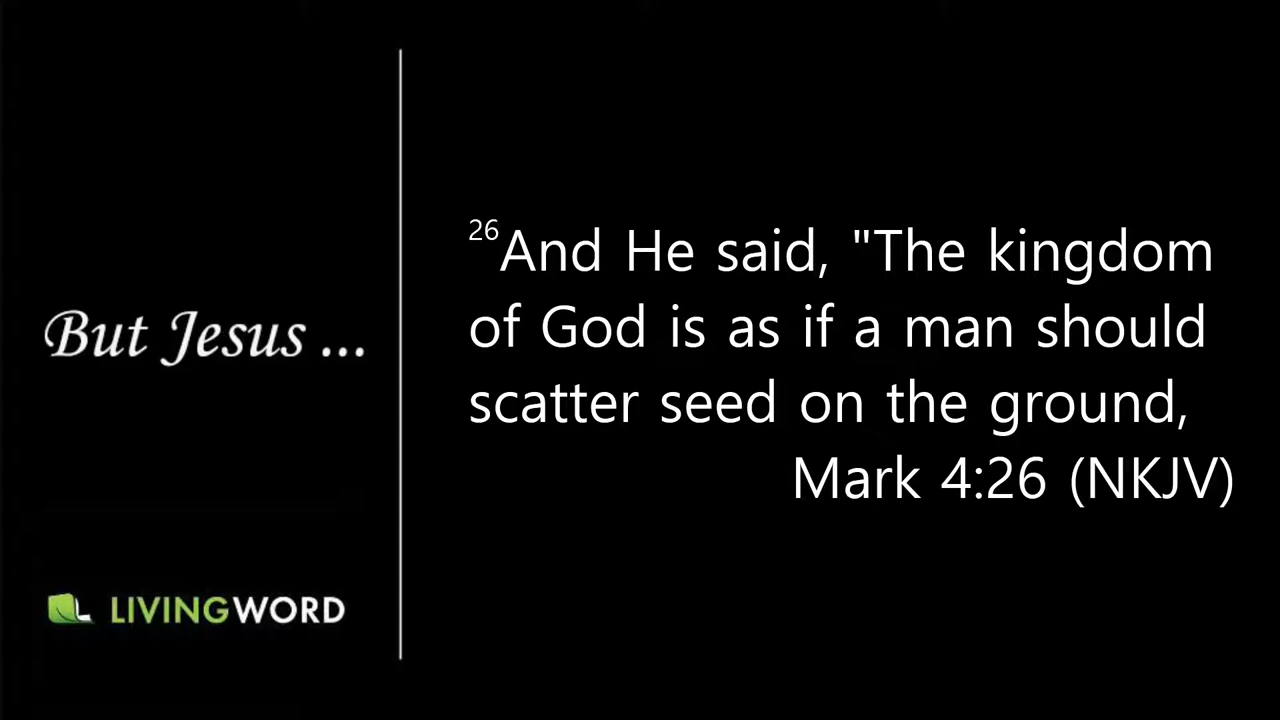 But Jesus ...
LIVINGWORD
26And He said, "The kingdom
of God is as if a man should
scatter seed on the ground,
Mark 4:26 (NKJV)